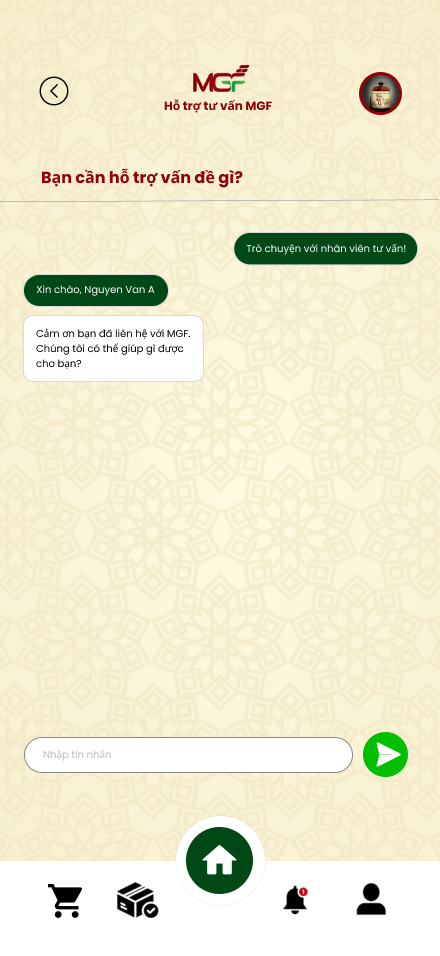 MGF
Hỗ trợ tư vấn MGF
Bạn cần hỗ trợ vấn đề gì?
Trò chuyện với nhân viên tư vấn!
Xin chào, Nguyen Van A
Cảm ơn bạn đã liên hệ với MGF.
Chúng tôi có thể giúp gì được
cho bạn?
Nhập tin nhắn
1